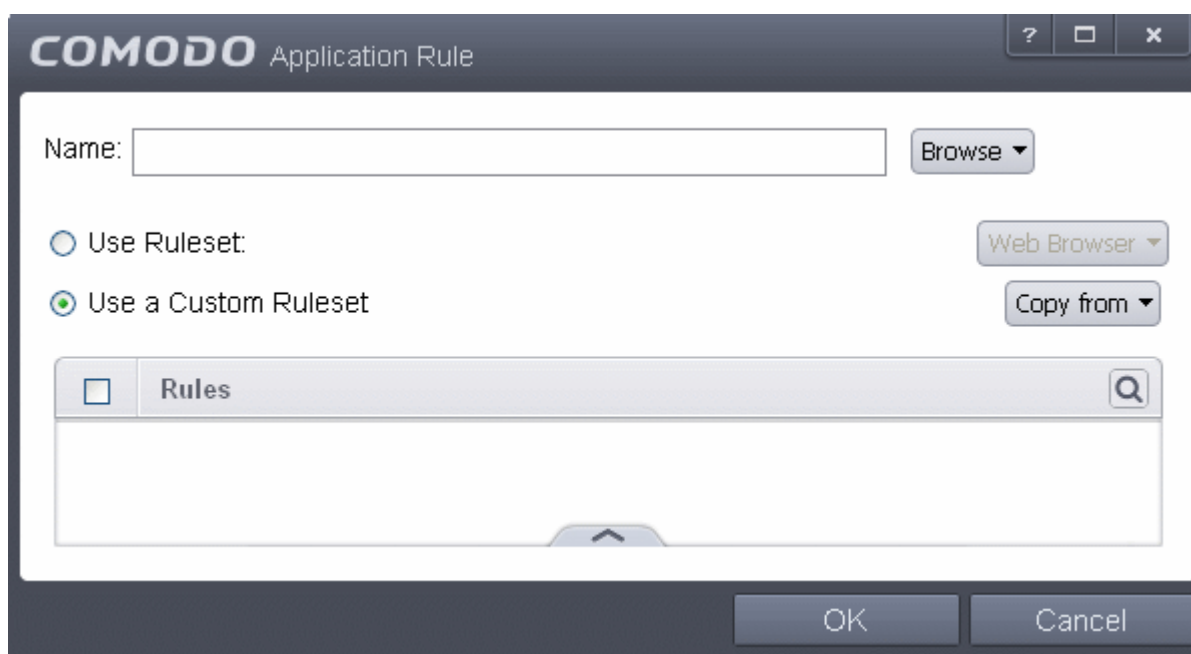 COMODO Application Rule
?
Name:
Browse
Use Ruleset:
Web Browser
Use a Custom Ruleset
Copy from
Rules
OK
Cancel